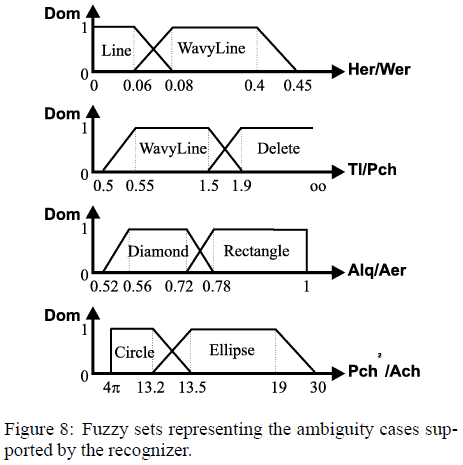 Dom
1
Line
WavyLine
0
0 0.06 0.08 0.4 0.45
Her/Wer
Dom
1
WavyLine
Delete
0
0.5 0.55 1.5 1.9 oo
Tl/Pch
Dom
1
Diamond
Rectangle
0
0.52 0.56 0.72 0.78 1
Alq/Aer
Dom
1
Circle
Ellipse
0
4π 13.2 13.5 19 30
Pch²/Ach
Figure 8: Fuzzy sets representing the ambiguity cases sup-
ported by the recognizer.